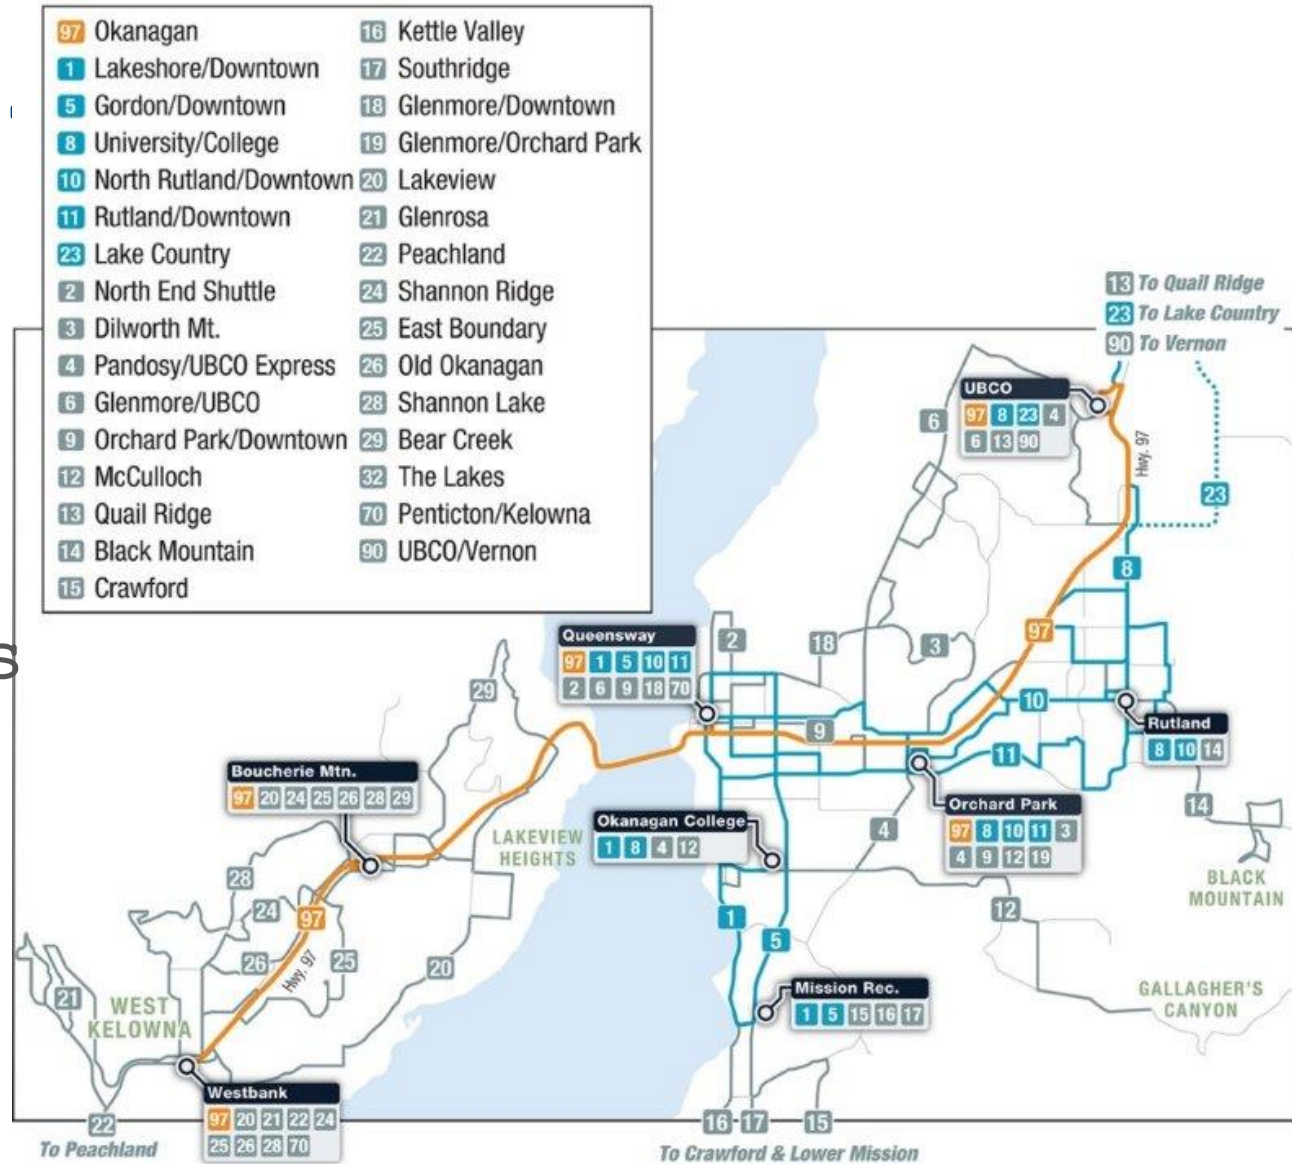 97 Okanagan
1 Lakeshore/Downtown
5 Gordon/Downtown
8 University/College
10 North Rutland/Downtown
11 Rutland/Downtown
23 Lake Country
2 North End Shuttle
3 Dilworth Mt.
4 Pandosy/UBCO Express
6 Glenmore/UBCO
9 Orchard Park/Downtown
12 McCulloch
13 Quail Ridge
14 Black Mountain
15 Crawford
16 Kettle Valley
17 Southridge
18 Glenmore/Downtown
19 Glenmore/Orchard Park
20 Lakeview
21 Glenrosa
22 Peachland
24 Shannon Ridge
25 East Boundary
26 Old Okanagan
28 Shannon Lake
29 Bear Creek
32 The Lakes
70 Penticton/Kelowna
90 UBCO/Vernon
13 To Quail Ridge
23 To Lake Country
90 To Vernon
UBCO
97 8 23 4
6 13 90
6
Hwy. 97
23
8
97
s
Queensway
97 1 5 10 11
2 6 9 18 70
2
18
3
29
10
9
Rutland
8 10 14
11
Boucherie Mtn.
97 20 24 25 26 28 29
Orchard Park
97 8 10 11 3
4 9 12 19
14
Okanagan College
1 8 4 12
4
LAKEVIEW
HEIGHTS
BLACK
MOUNTAIN
28
24
97
12
1
5
26
25
20
Hwy. 97
21
WEST
KELOWNA
Mission Rec.
1 5 15 16 17
GALLAGHER'S
CANYON
Westbank
97 20 21 22 24
25 26 28 70
22
To Peachland
16 17 15
To Crawford & Lower Mission